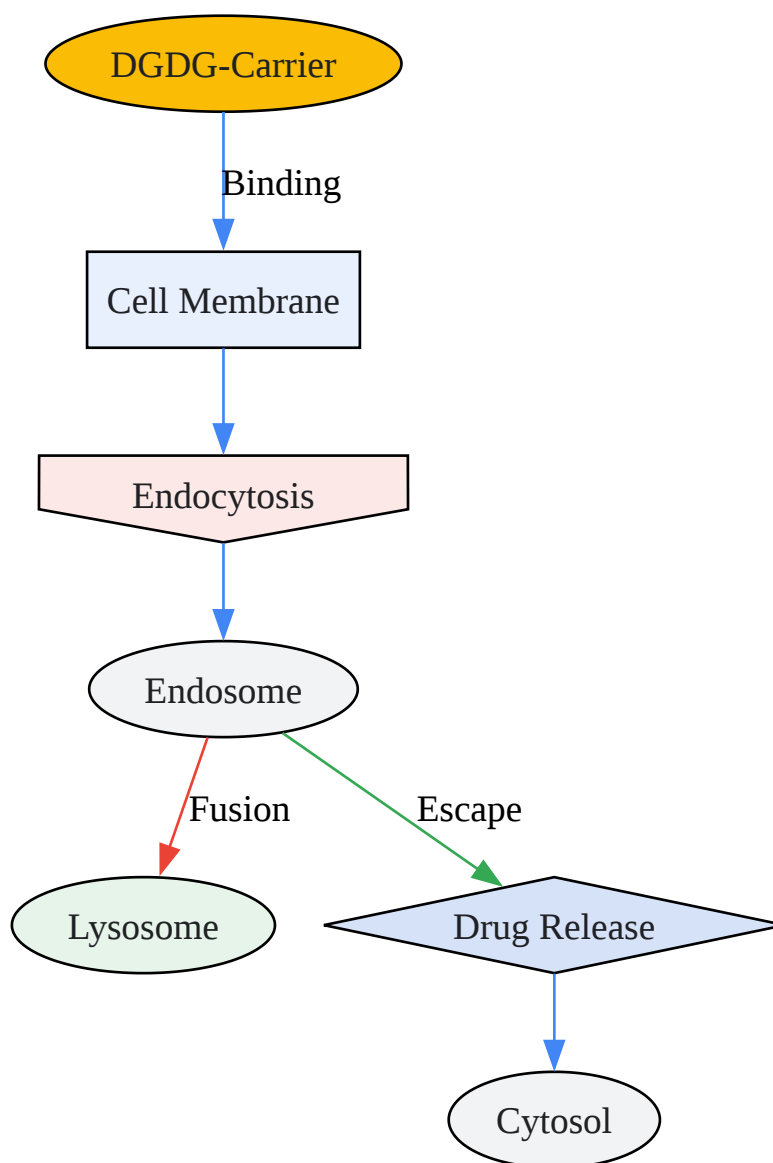 DGDG-Carrier
Binding
Cell Membrane
Endocytosis
Endosome
Fusion
Escape
Lysosome
Drug Release
Cytosol